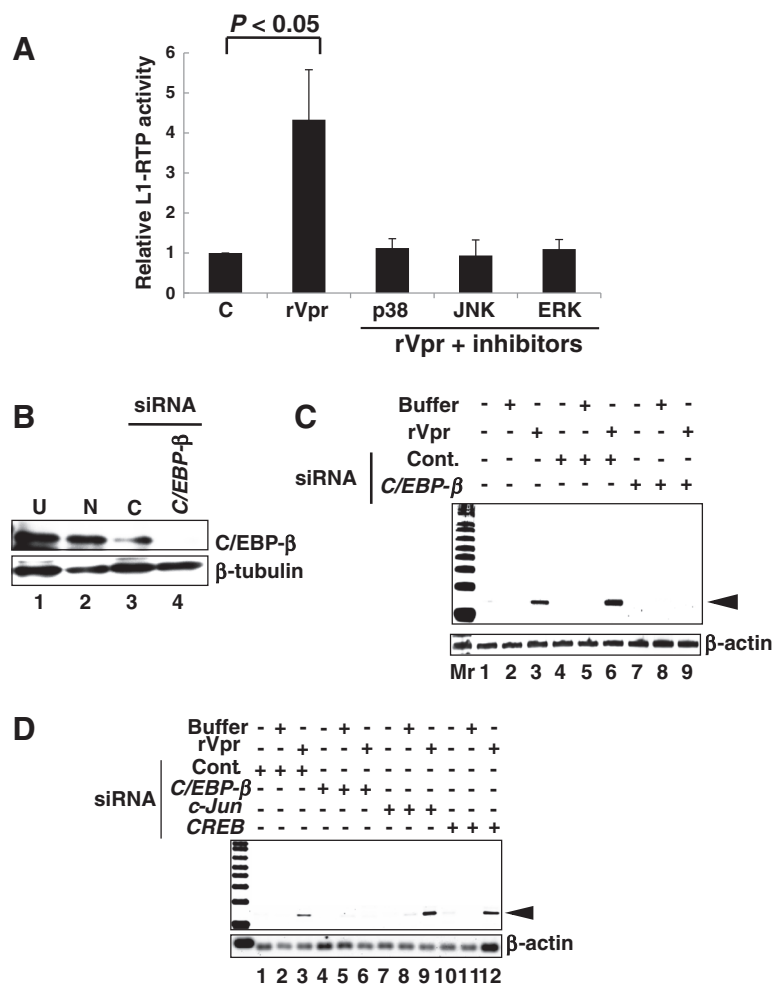 A
P < 0.05
Relative L1-RTP activity
6
5
4
3
2
1
0
C rVpr p38 JNK ERK
rVpr + inhibitors
B
siRNA
U N C C/EBP-β
C/EBP-β
β-tubulin
1 2 3 4
C
Buffer - + - - + - - + -
rVpr - - + - - + - - +
siRNA
Cont. - - - + + + - - -
C/EBP-β - - - - - - + + +
β-actin
Mr 1 2 3 4 5 6 7 8 9
D
Buffer - + - - + - - + - - + -
rVpr - - + - - + - - + - - +
siRNA
Cont. + + + - - - - - - - - -
C/EBP-β - - - + + + - - - - - -
c-Jun - - - - - - + + + - - -
CREB - - - - - - - - - + + +
β-actin
1 2 3 4 5 6 7 8 9 10 11 12